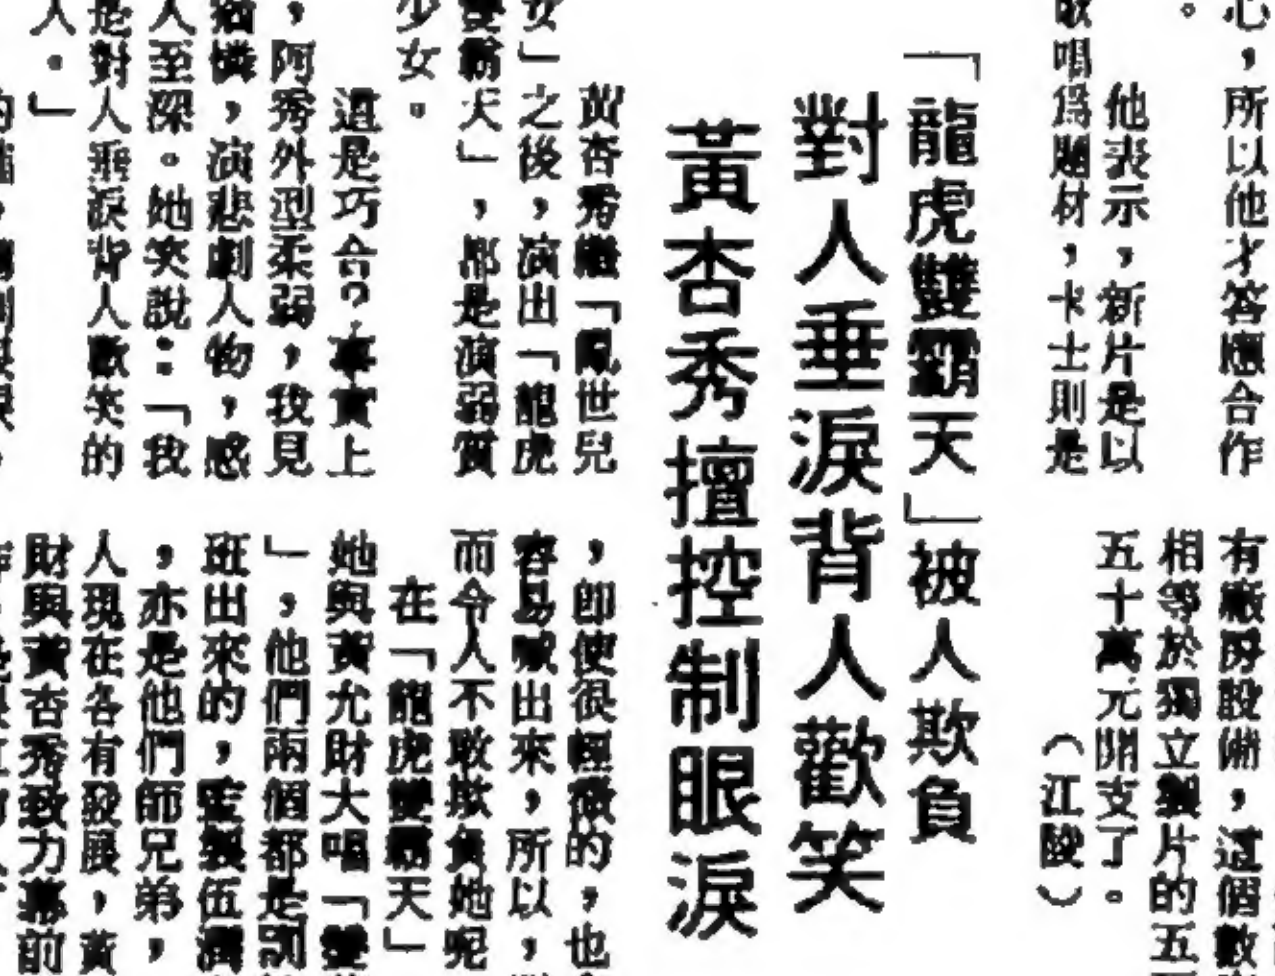 心，所以他才答應合作
。
他表示，新片是以
歌唱爲題材，卡士則是
有廠房設備，這個數
相等於獨立製片的五
五十萬元開支了。
（江陵）
「龍虎雙霸天」被人欺負
對人垂淚背人歡笑
黃杏秀擅控制眼淚
黃杏秀繼「亂世兒
女」之後，演出「龍虎
雙霸天」，都是演弱質
少女。
這是巧合？事實上
，阿秀外型柔弱，我見
猶憐，演悲劇人物，感
人至深。她笑說：「我
是對人垂淚背人歡笑的
人。」
，即使很輕微的，也
容易喊出來，所以，
而令人不敢欺負她呢
在「龍虎雙霸天」
她與黃允財大唱「雙
」，他們兩個都是訓
班出來的，監製伍潤
，亦是他們師兄弟，
人現在各有發展，黃
財與黃杏秀致力幕前